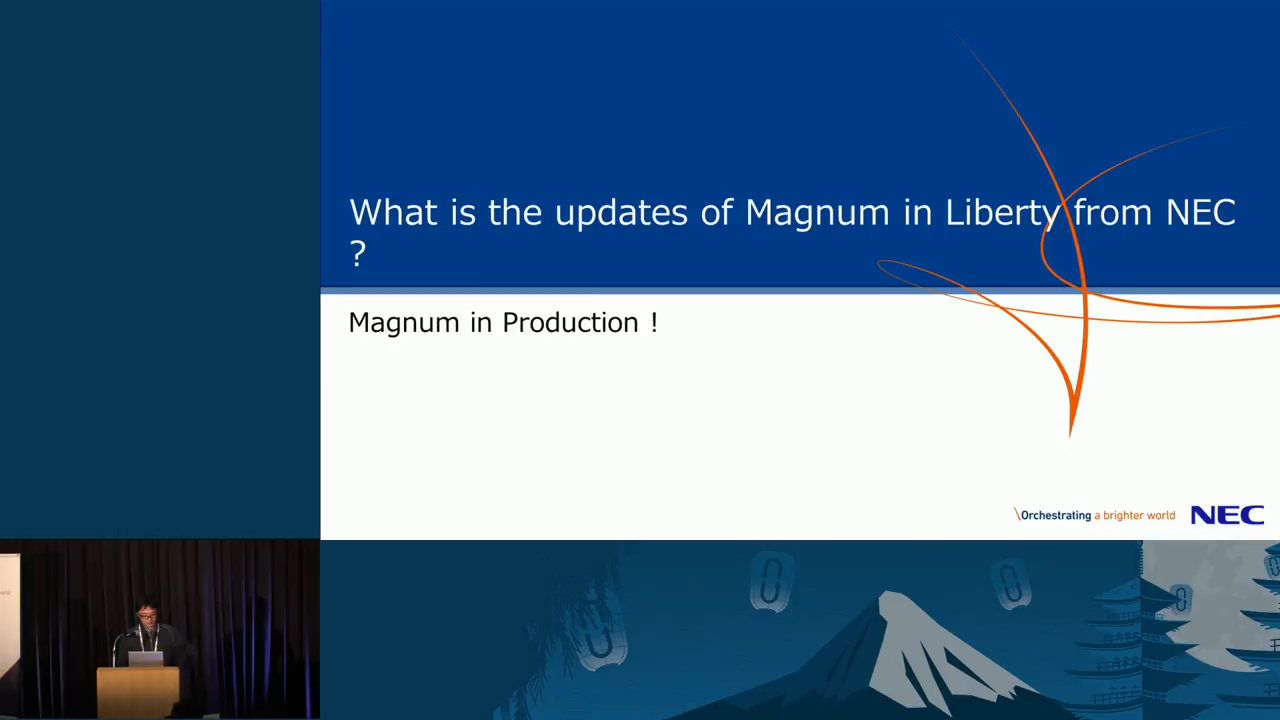 What is the updates of Magnum in Liberty from NEC
?
Magnum in Production !
\Orchestrating a brighter world
NEC